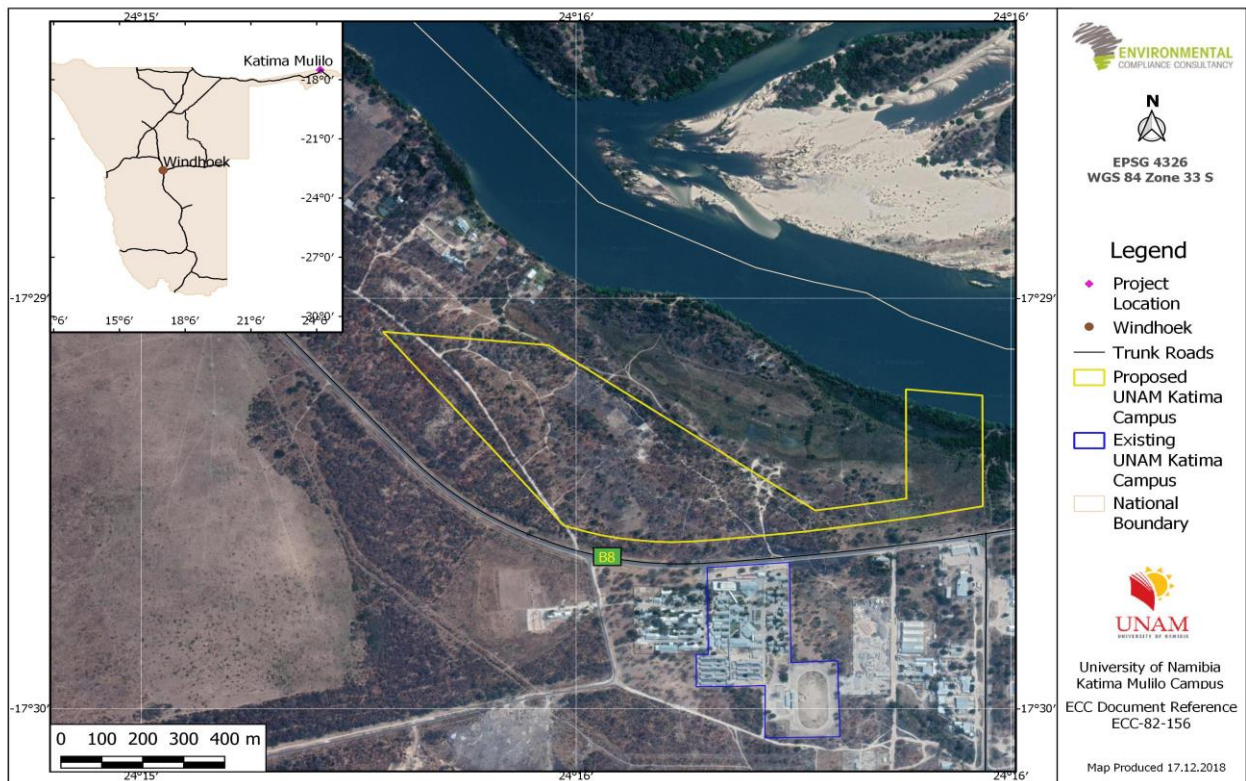 24°15'
24°16'
24°16'
Katima Mulilo
-18°0'
-21°0'
Windhoek
-24°0'
-27°0'
-30°0'
°6'
15°6'
18°6'
21°6'
24°6'
-17°29'
-17°29'
B8
-17°30'
-17°30'
0 100 200 300 400 m
24°15'
24°16'
24°16'
ENVIRONMENTAL
COMPLIANCE CONSULTANCY
N
EPSG 4326
WGS 84 Zone 33 S
Legend
Project
Location
Windhoek
Trunk Roads
Proposed
UNAM Katima
Campus
Existing
UNAM Katima
Campus
National
Boundary
UNAM
UNIVERSITY OF NAMIBIA
University of Namibia
Katima Mulilo Campus
ECC Document Reference
ECC-82-156
Map Produced 17.12.2018